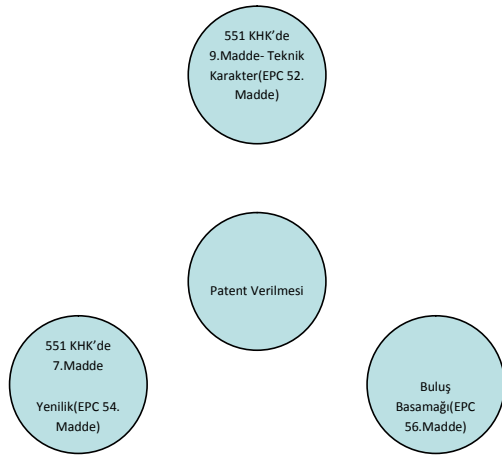 551 KHK'de
9.Madde- Teknik
Karakter(EPC 52.
Madde)
Patent Verilmesi
551 KHK'de
7.Madde
Yenilik(EPC 54.
Madde)
Buluş
Basamağı(EPC
56.Madde)